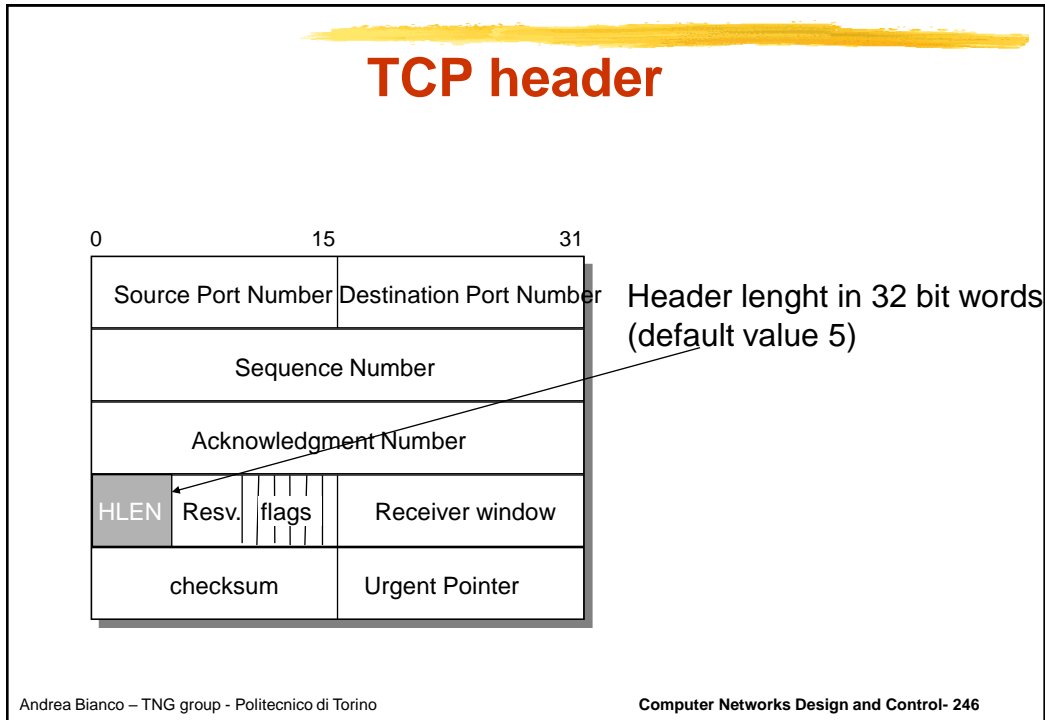 TCP header
0 15 31
Source Port Number Destination Port Number
Header lenght in 32 bit words
(default value 5)
Sequence Number
Acknowledgment Number
HLEN Resv. flags Receiver window
checksum Urgent Pointer
Andrea Bianco – TNG group - Politecnico di Torino Computer Networks Design and Control- 246